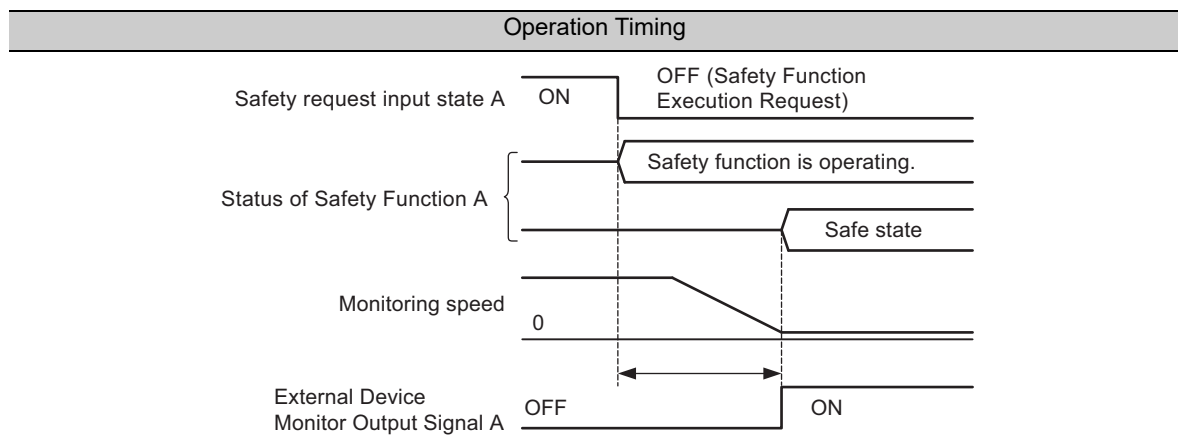 Operation Timing
Safety request input state A
ON
OFF (Safety Function
Execution Request)
Status of Safety Function A
Safety function is operating.
Safe state
Monitoring speed
0
External Device
Monitor Output Signal A
OFF
ON